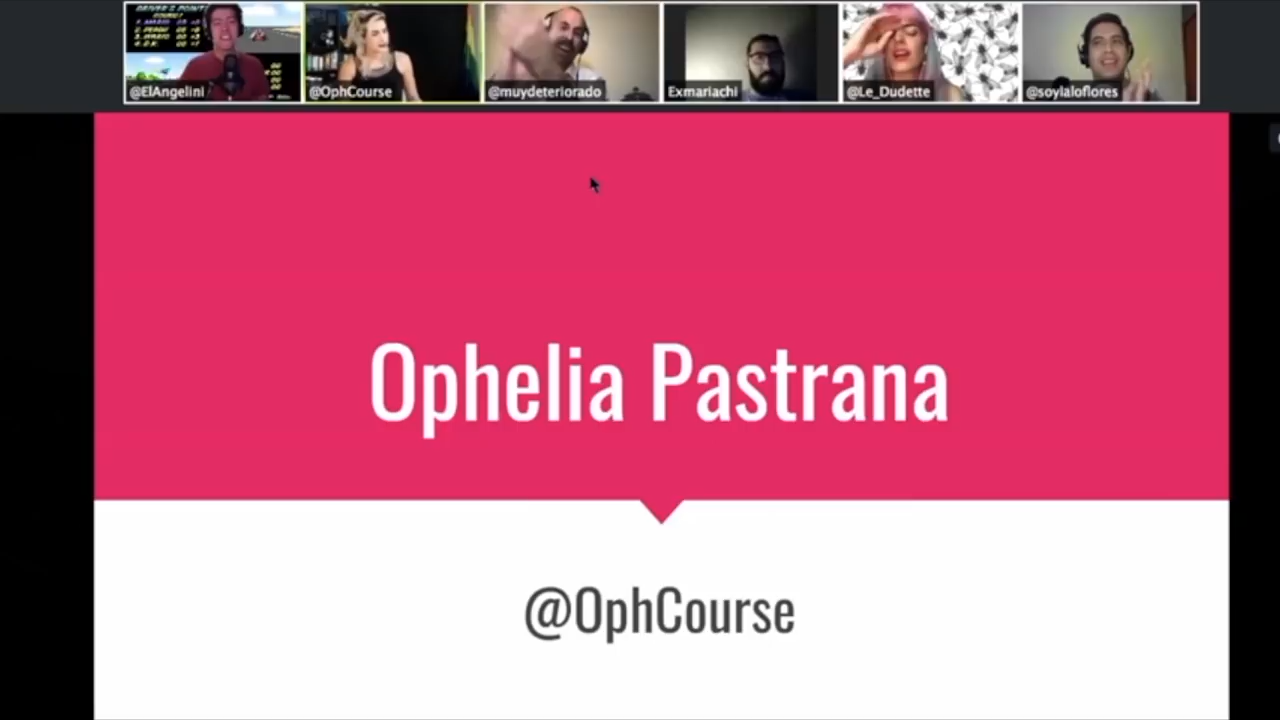 @ElAngelini
@OphCourse
@muydeteriorado
Exmariachi
@Le_Dudette
@soylaloflores
Ophelia Pastrana
@OphCourse